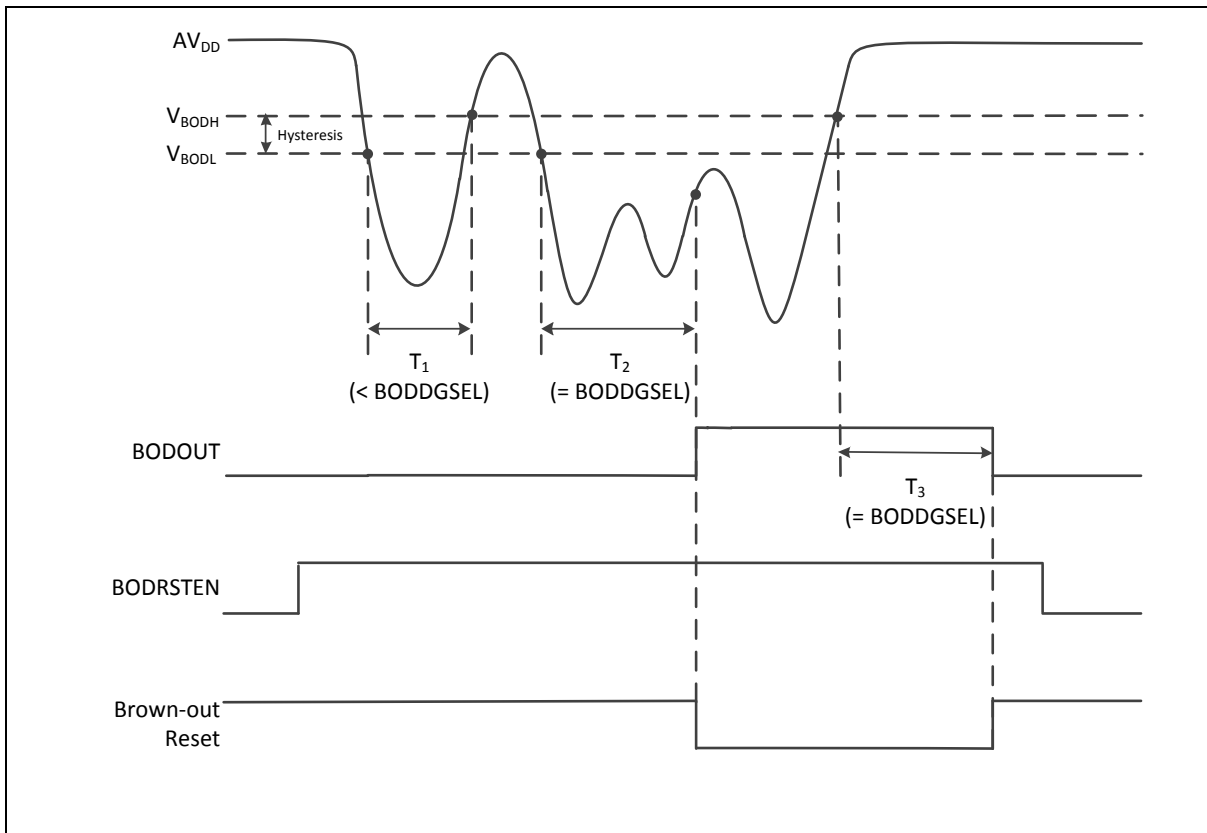 AVDD
VBODH
Hysteresis
VBODL
T1
(< BODDGSEL)
T2
(= BODDGSEL)
BODOUT
T3
(= BODDGSEL)
BODRSTEN
Brown-out
Reset